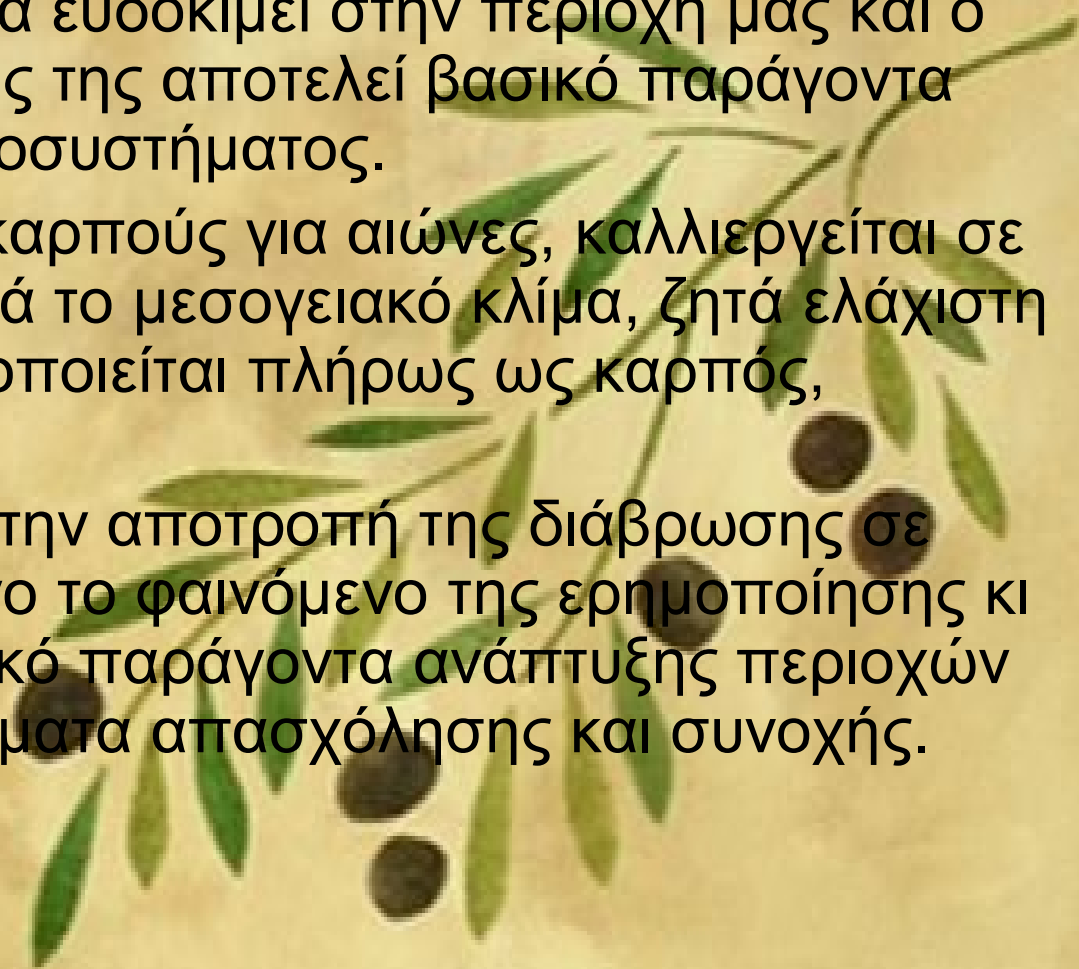 ά ευδοκιμεί στην περιοχή μας και ο
ς της αποτελεί βασικό παράγοντα
οσυστήματος.
καρπούς για αιώνες, καλλιεργείται σε
ά το μεσογειακό κλίμα, ζητά ελάχιστη
οποιείται πλήρως ως καρπός,
την αποτροπή της διάβρωσης σε
νο το φαινόμενο της ερημοποίησης κι
κό παράγοντα ανάπτυξης περιοχών
ματα απασχόλησης και συνοχής.